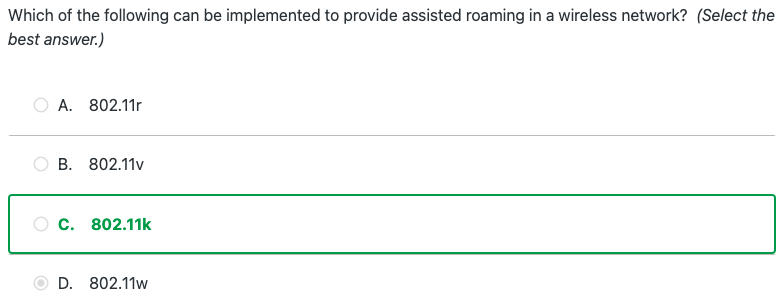 Which of the following can be implemented to provide assisted roaming in a wireless network? (Select the
best answer.)
A. 802.11r
B. 802.11v
C. 802.11k
D. 802.11w